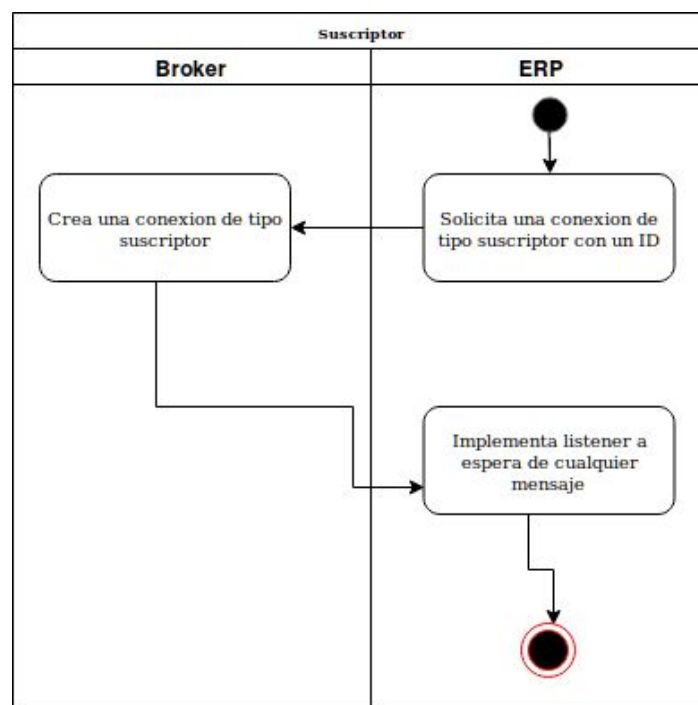 Suscriptor
Broker
ERP
Crea una conexion de tipo
suscriptor
Solicita una conexion de
tipo suscriptor con un ID
Implementa listener a
espera de cualquier
mensaje